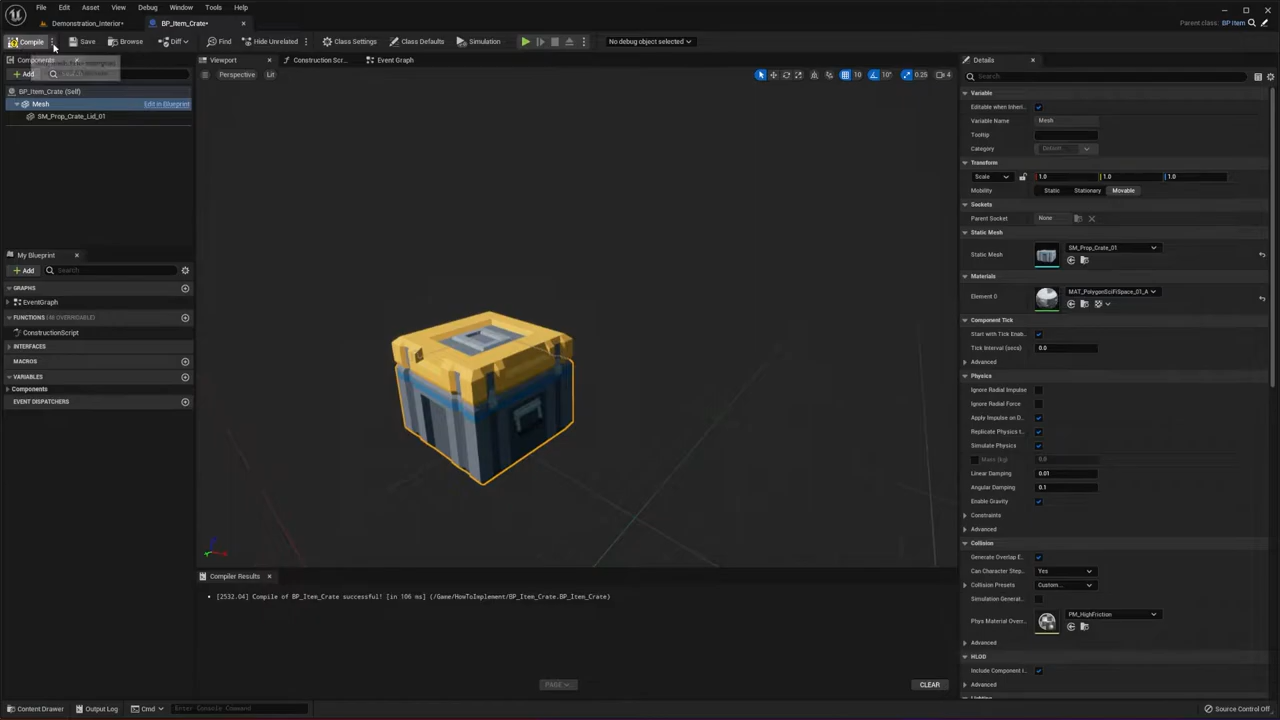 File Edit Asset View Debug Window Tools Help
Demonstration_Interior•
BP_Item_Crate•
Parent class: BP Item
Compile
Save
Browse
Diff
Find
Hide Unrelated
Class Settings
Class Defaults
Simulation
No debug object selected
Components
Add
BP_Item_Crate (Self)
Mesh
Edit in Blueprint
SM_Prop_Crate_Lid_01
My Blueprint
Add
Search
GRAPHS
EventGraph
FUNCTIONS (46 OVERRIDABLE)
ConstructionScript
INTERFACES
MACROS
VARIABLES
Components
EVENT DISPATCHERS
Viewport
Construction Scr...
Event Graph
Perspective
Lit
10
10°
0.25
4
Compiler Results
[2532.04] Compile of BP_Item_Crate successful! [in 106 ms] (/Game/HowToImplement/BP_Item_Crate.BP_Item_Crate)
PAGE
CLEAR
Details
Search
Variable
Editable when Inheri...
Variable Name Mesh
Tooltip
Category Default
Transform
Scale 1.0 1.0 1.0
Mobility Static Stationary Movable
Sockets
Parent Socket None
Static Mesh
Static Mesh SM_Prop_Crate_01
Materials
Element 0 MAT_PolygonSciFiSpace_01_A
Component Tick
Start with Tick Enab...
Tick Interval (secs) 0.0
Advanced
Physics
Ignore Radial Impulse
Ignore Radial Force
Apply Impulse on D...
Replicate Physics t...
Simulate Physics
Mass (kg) 0.0
Linear Damping 0.01
Angular Damping 0.1
Enable Gravity
Constraints
Advanced
Collision
Generate Overlap E...
Can Character Step... Yes
Collision Presets Custom...
Simulation Generat...
Phys Material Overr... PM_HighFriction
Advanced
HLOD
Include Component I...
Advanced
Lighting
Content Drawer
Output Log
Cmd
Enter Console Command
Source Control Off